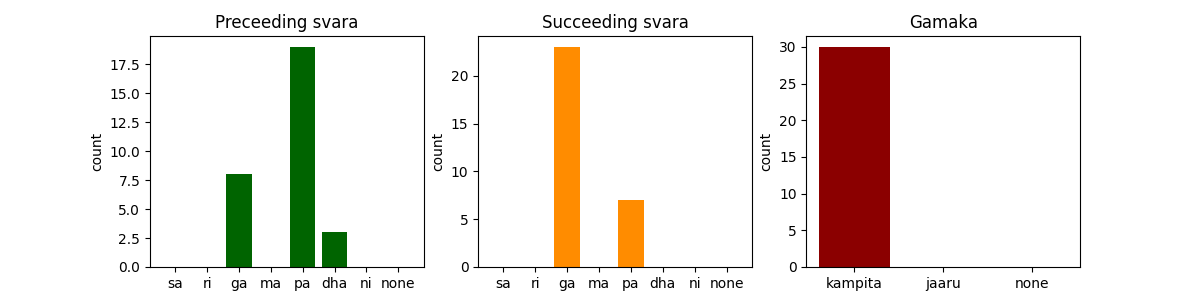 Preceeding svara
count
17.5
15.0
12.5
10.0
7.5
5.0
2.5
0.0
sa ri ga ma pa dha ni none
Succeeding svara
count
20
15
10
5
0
sa ri ga ma pa dha ni none
Gamaka
count
30
25
20
15
10
5
0
kampita jaaru none